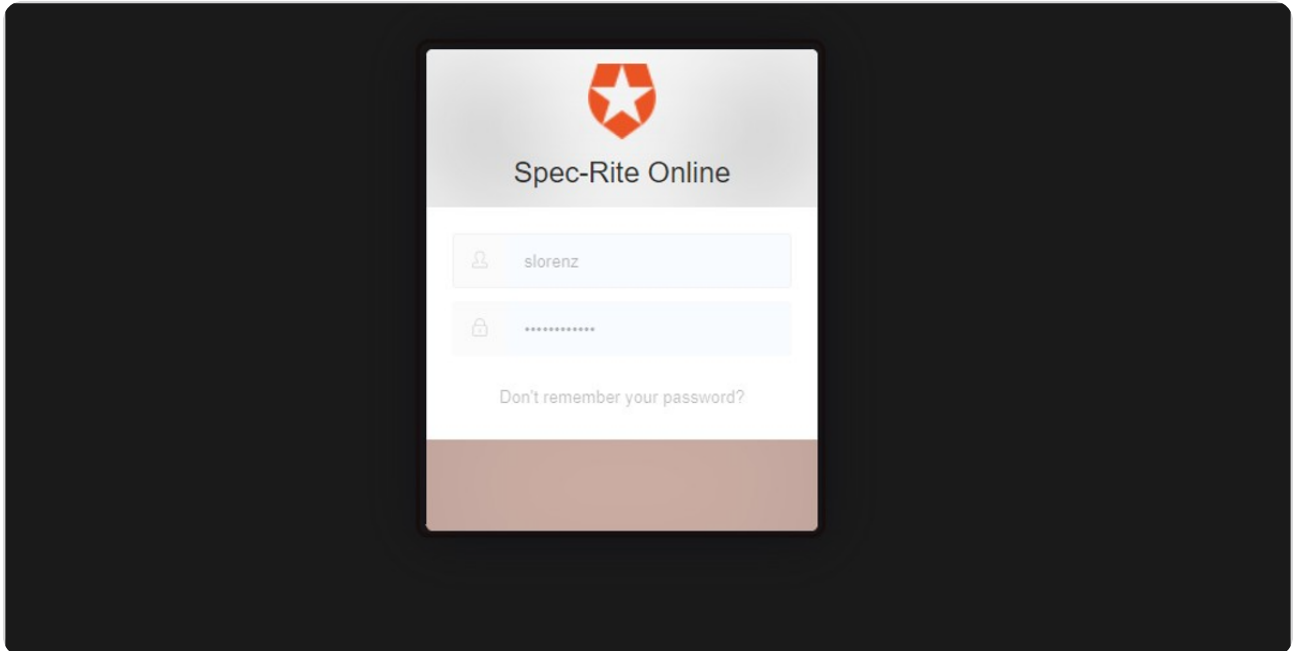 Spec-Rite Online
slorenz
••••••••••••
Don't remember your password?